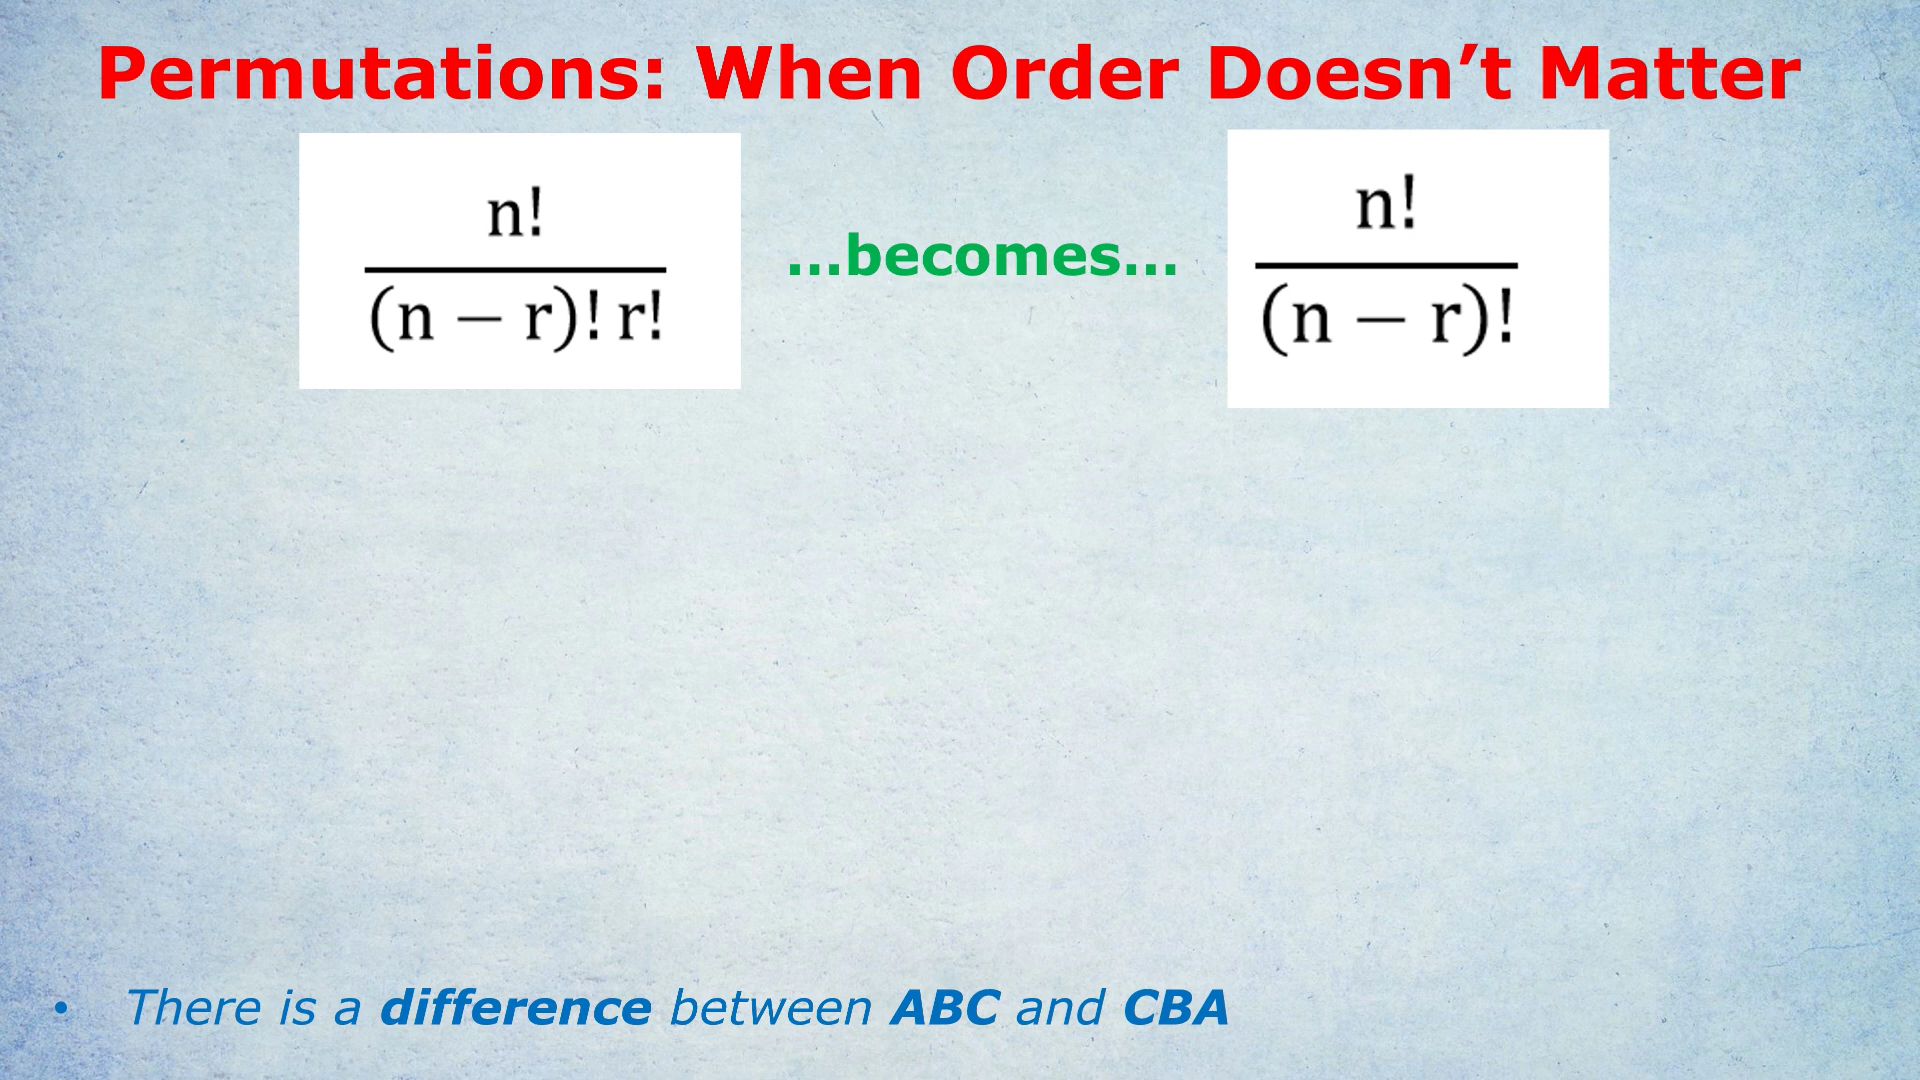 Permutations: When Order Doesn’t Matter
n!
(n − r)! r!
...becomes...
n!
(n − r)!
• There is a difference between ABC and CBA